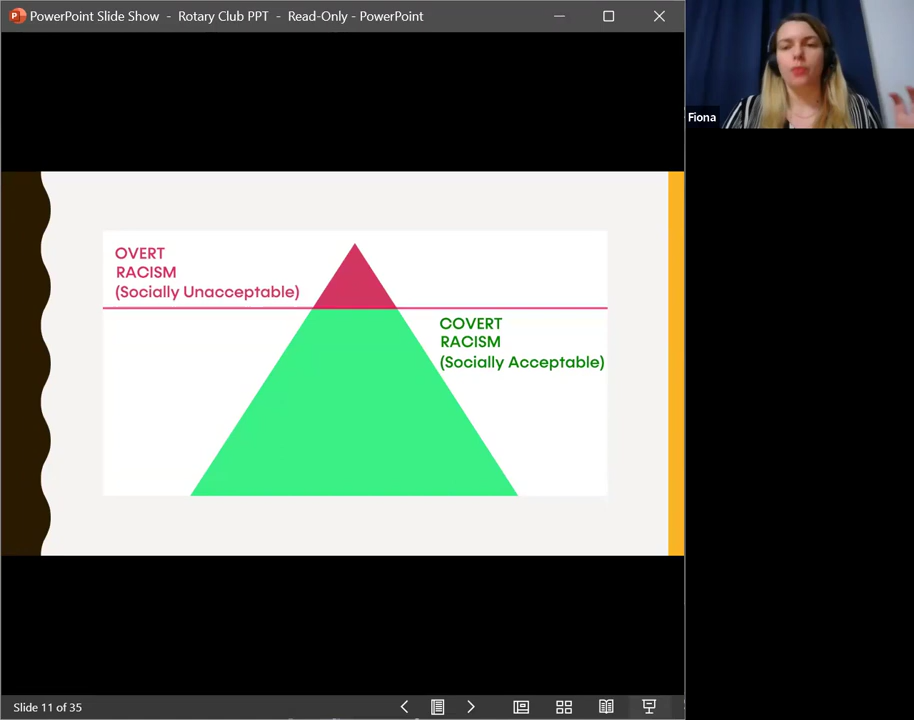 PowerPoint Slide Show - Rotary Club PPT - Read-Only - PowerPoint
Fiona
OVERT
RACISM
(Socially Unacceptable)
COVERT
RACISM
(Socially Acceptable)
Slide 11 of 35